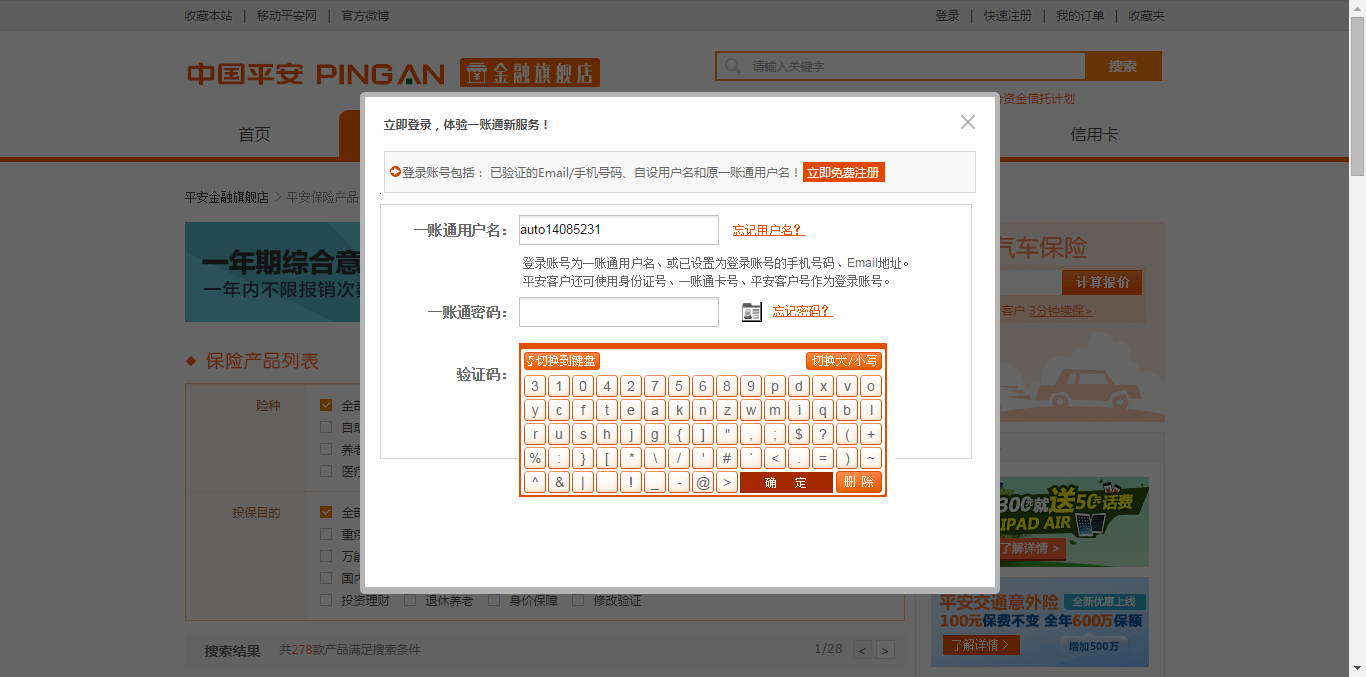 收藏本站 | 移动平安网 | 官方微博
登录 | 快速注册 | 我的订单 | 收藏夹
中国平安 PING AN 金融旗舰店
请输入关键字 搜索
资金信托计划
首页 信用卡
平安金融旗舰店 > 平安保险产品
立即登录，体验一账通新服务！
登录账号包括： 已验证的Email/手机号码、自设用户名和原一账通用户名！ 立即免费注册
一账通用户名： auto14085231 忘记用户名？
登录账号为一账通用户名、或已设置为登录账号的手机号码、Email地址。
平安客户还可使用身份证号、一账通卡号、平安客户号作为登录账号。
一账通密码： 忘记密码？
验证码：
切换到键盘 切换大/小写
3 1 0 4 2 7 5 6 8 9 p d x v o
y c f t e a k n z w m i q b l
r u s h j g { ] " , ; $ ? ( +
% : } [ * \ / ' # ` < . = ) ~
^ & | ! _ - @ > 确 定 删 除
一年期综合意
一年内不限报销次数
汽车保险
计算报价
客户 3分钟续保>
保险产品列表
险种 全部
自助
养老
医疗
投保目的 全部
重疾
万能
国内
投资理财 退休养老 身价保障 修改验证
搜索结果 共278款产品满足搜索条件 1/28 < >
300就送50元话费
IPAD AIR
了解详情 >
平安交通意外险 全新优惠上线
100元保费不变 全年600万保额
了解详情 > 增加500万